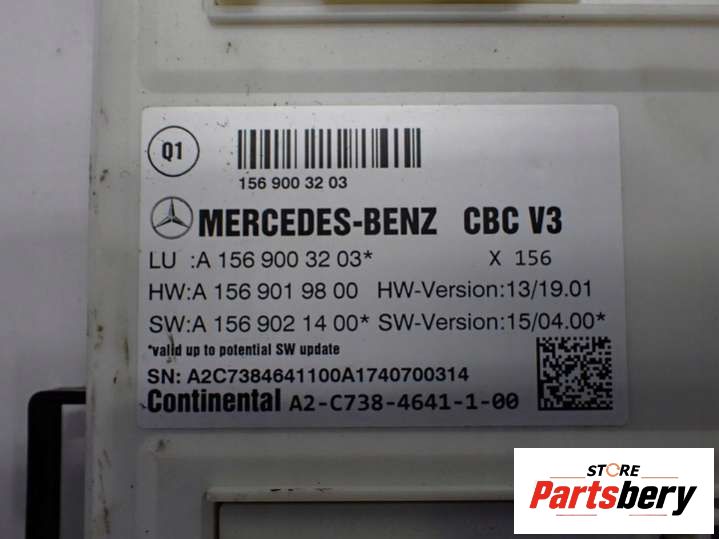 Q1
156 900 32 03
MERCEDES-BENZ CBC V3
LU :A 156 900 32 03* X 156
HW:A 156 901 98 00 HW-Version:13/19.01
SW:A 156 902 14 00* SW-Version:15/04.00*
*valid up to potential SW update
SN: A2C7384641100A1740700314
Continental A2-C738-4641-1-00
STORE
Partsbery